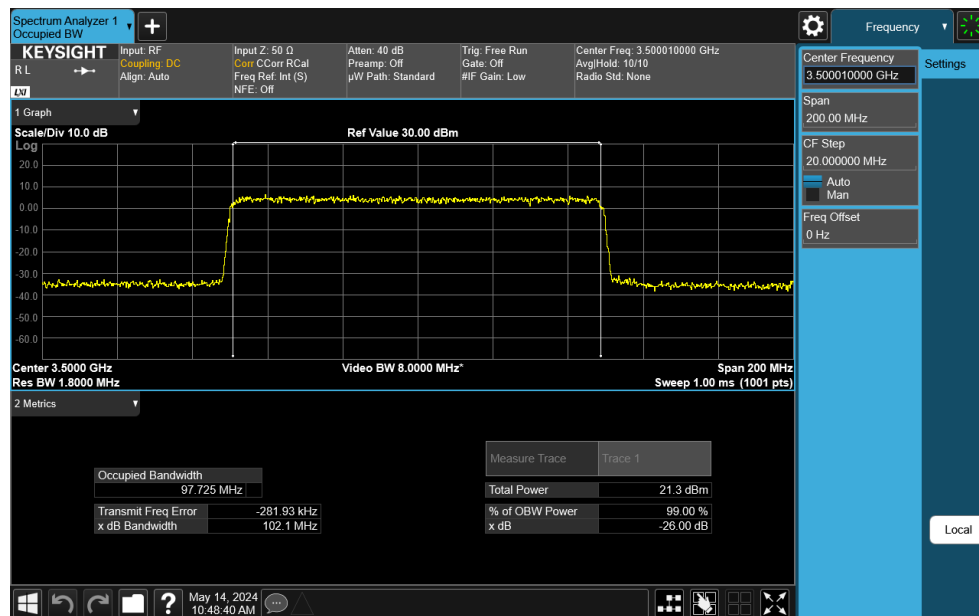 Spectrum Analyzer 1
Occupied BW
+
Frequency
KEYSIGHT
R L
LXI
Input: RF
Coupling: DC
Align: Auto
Input Z: 50 Ω
Corr CCorr RCal
Freq Ref: Int (S)
NFE: Off
Atten: 40 dB
Preamp: Off
µW Path: Standard
Trig: Free Run
Gate: Off
#IF Gain: Low
Center Freq: 3.500010000 GHz
Avg|Hold: 10/10
Radio Std: None
Center Frequency
3.500010000 GHz
Settings
Span
200.00 MHz
CF Step
20.000000 MHz
Auto
Man
Freq Offset
0 Hz
Local
1 Graph
Scale/Div 10.0 dB
Ref Value 30.00 dBm
Log
20.0
10.0
0.00
-10.0
-20.0
-30.0
-40.0
-50.0
-60.0
Center 3.5000 GHz
Video BW 8.0000 MHz*
Span 200 MHz
Res BW 1.8000 MHz
Sweep 1.00 ms (1001 pts)
2 Metrics
Measure Trace
Trace 1
Occupied Bandwidth
97.725 MHz
Total Power
21.3 dBm
Transmit Freq Error
-281.93 kHz
% of OBW Power
99.00 %
x dB Bandwidth
102.1 MHz
x dB
-26.00 dB
?
May 14, 2024
10:48:40 AM